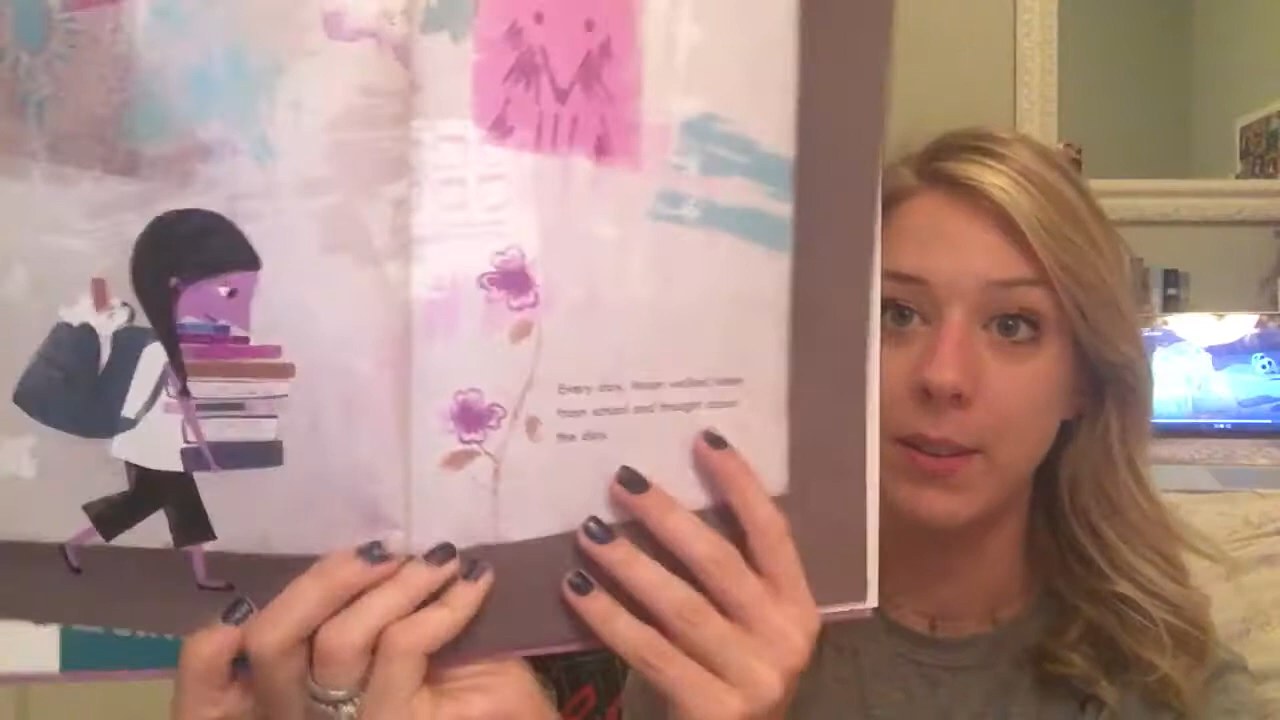 Every day, walked home
from school and thought about
the day.